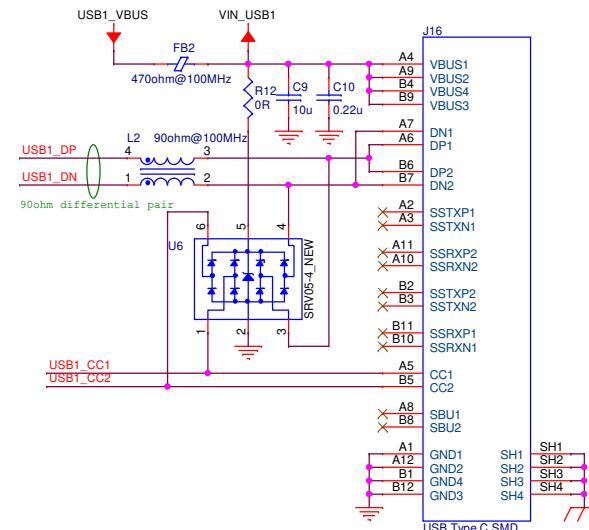 USB1_VBUS VIN_USB1
J16
FB2
470ohm@100MHz
R12
0R
C9
10u
C10
0.22u
A4 VBUS1
A9 VBUS2
B4 VBUS4
B9 VBUS3
L2 90ohm@100MHz
A7 DN1
A6 DP1
USB1_DP 4 3
B6 DP2
USB1_DN 1 2
B7 DN2
90ohm differential pair
A2 SSTXP1
A3 SSTXN1
6 5 4
U6
SRV05-4_NEW
A11 SSRXP2
A10 SSRXN2
B2 SSTXP2
B3 SSTXN2
1 2 3
B11 SSRXP1
B10 SSRXN1
USB1_CC1 A5 CC1
USB1_CC2 B5 CC2
A8 SBU1
B8 SBU2
A1 GND1 SH1 SH1
A12 GND2 SH2 SH2
B1 GND4 SH3 SH3
B12 GND3 SH4 SH4
USB Type C SMD